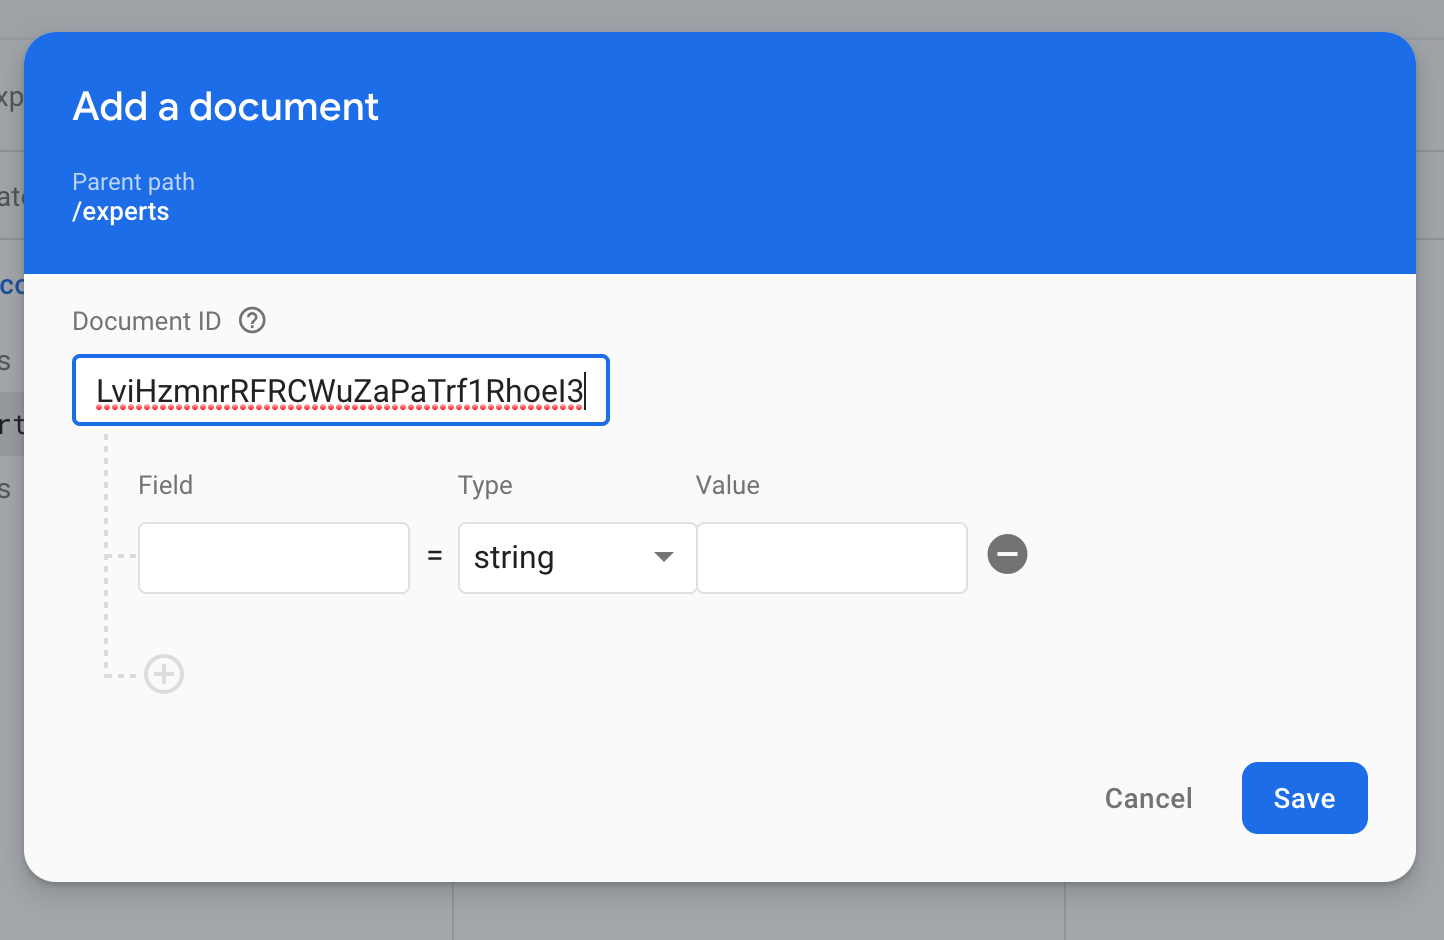 Add a document
Parent path
/experts
Document ID
LviHzmnrRFRCWuZaPaTrf1RhoeI3
Field
Type
Value
=
string
Cancel
Save